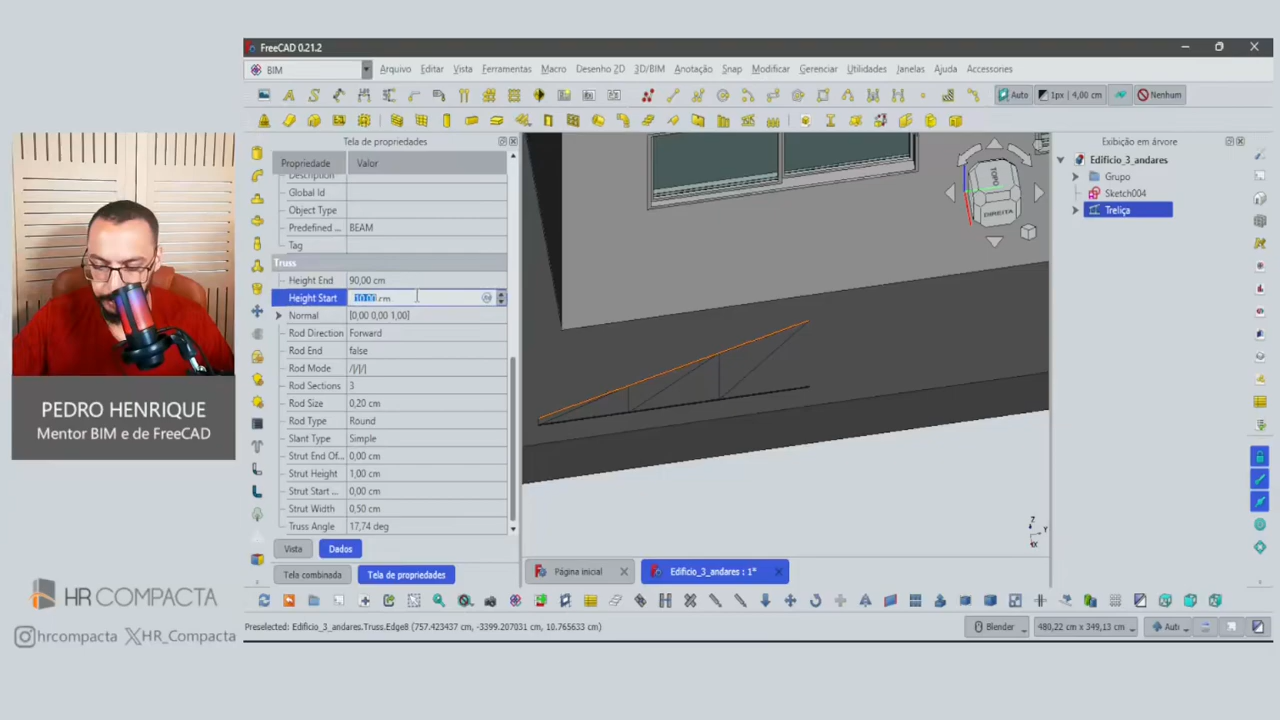 FreeCAD 0.21.2
BIM
Arquivo Editar Vista Ferramentas Macro Desenho 2D 3D/BIM Anotação Snap Modificar Gerenciar Utilidades Janelas Ajuda Accessories
Auto
1px | 4,00 cm
Nenhum
Tela de propriedades
Propriedade Valor
Description
Global Id
Object Type
Predefined ... BEAM
Tag
Truss
Height End 90,00 cm
Height Start 10,00 cm
Normal [0,00 0,00 1,00]
Rod Direction Forward
Rod End false
Rod Mode /|/|/|
Rod Sections 3
Rod Size 0,20 cm
Rod Type Round
Slant Type Simple
Strut End Of... 0,00 cm
Strut Height 1,00 cm
Strut Start ... 0,00 cm
Strut Width 0,50 cm
Truss Angle 17,74 deg
Vista Dados
Tela combinada Tela de propriedades
TOPO
DIREITA
Z
Y
X
Página inicial
Edificio_3_andares : 1*
Exibição em árvore
Edificio_3_andares
Grupo
Sketch004
Treliça
Preselected: Edificio_3_andares.Truss.Edge8 (757.423437 cm, -3399.207031 cm, 10.765633 cm)
Blender
480,22 cm x 349,13 cm
Auti
PEDRO HENRIQUE
Mentor BIM e de FreeCAD
HR COMPACTA
hrcompacta
HR_Compacta